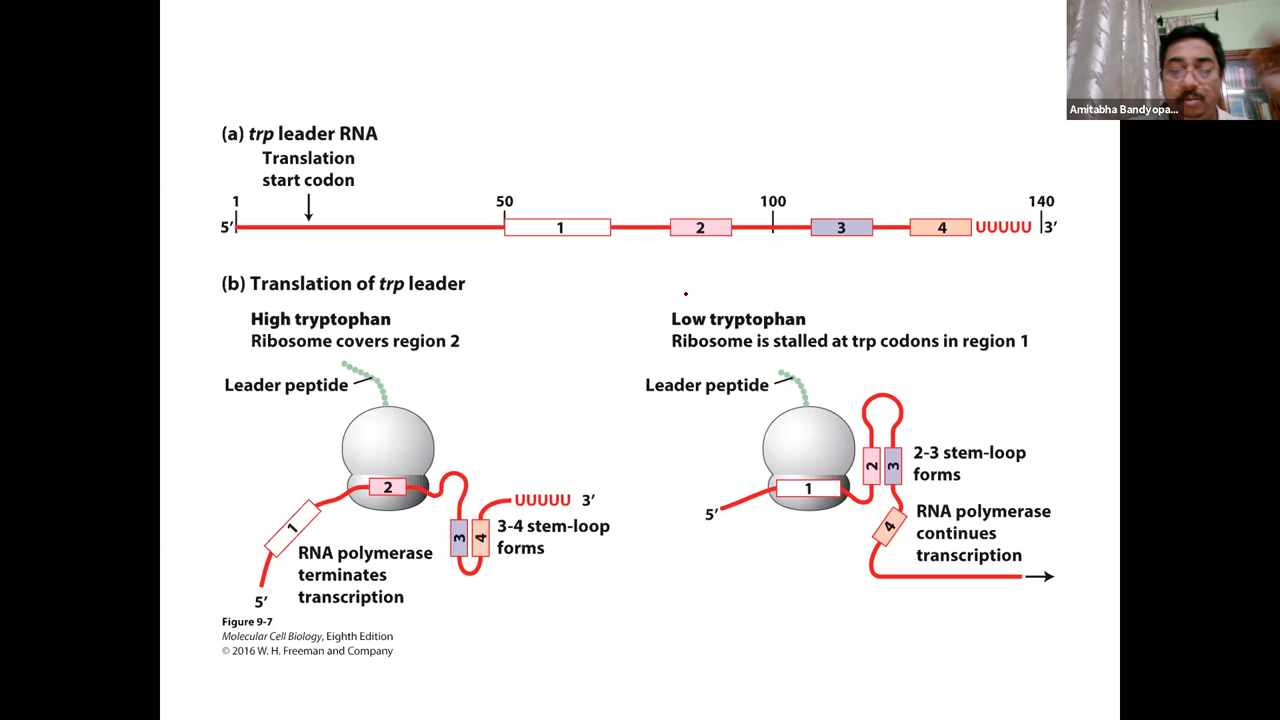 Amitabha Bandyopa...
(a) trp leader RNA
Translation
start codon
1 50 100 140
5′ 1 2 3 4 UUUUU 3′
(b) Translation of trp leader
High tryptophan
Ribosome covers region 2
Leader peptide
2
UUUUU 3′
1
3 4
3-4 stem-loop
forms
RNA polymerase
terminates
transcription
5′
Low tryptophan
Ribosome is stalled at trp codons in region 1
Leader peptide
2 3
2-3 stem-loop
forms
1
5′
4
RNA polymerase
continues
transcription
Figure 9-7
Molecular Cell Biology, Eighth Edition
© 2016 W. H. Freeman and Company